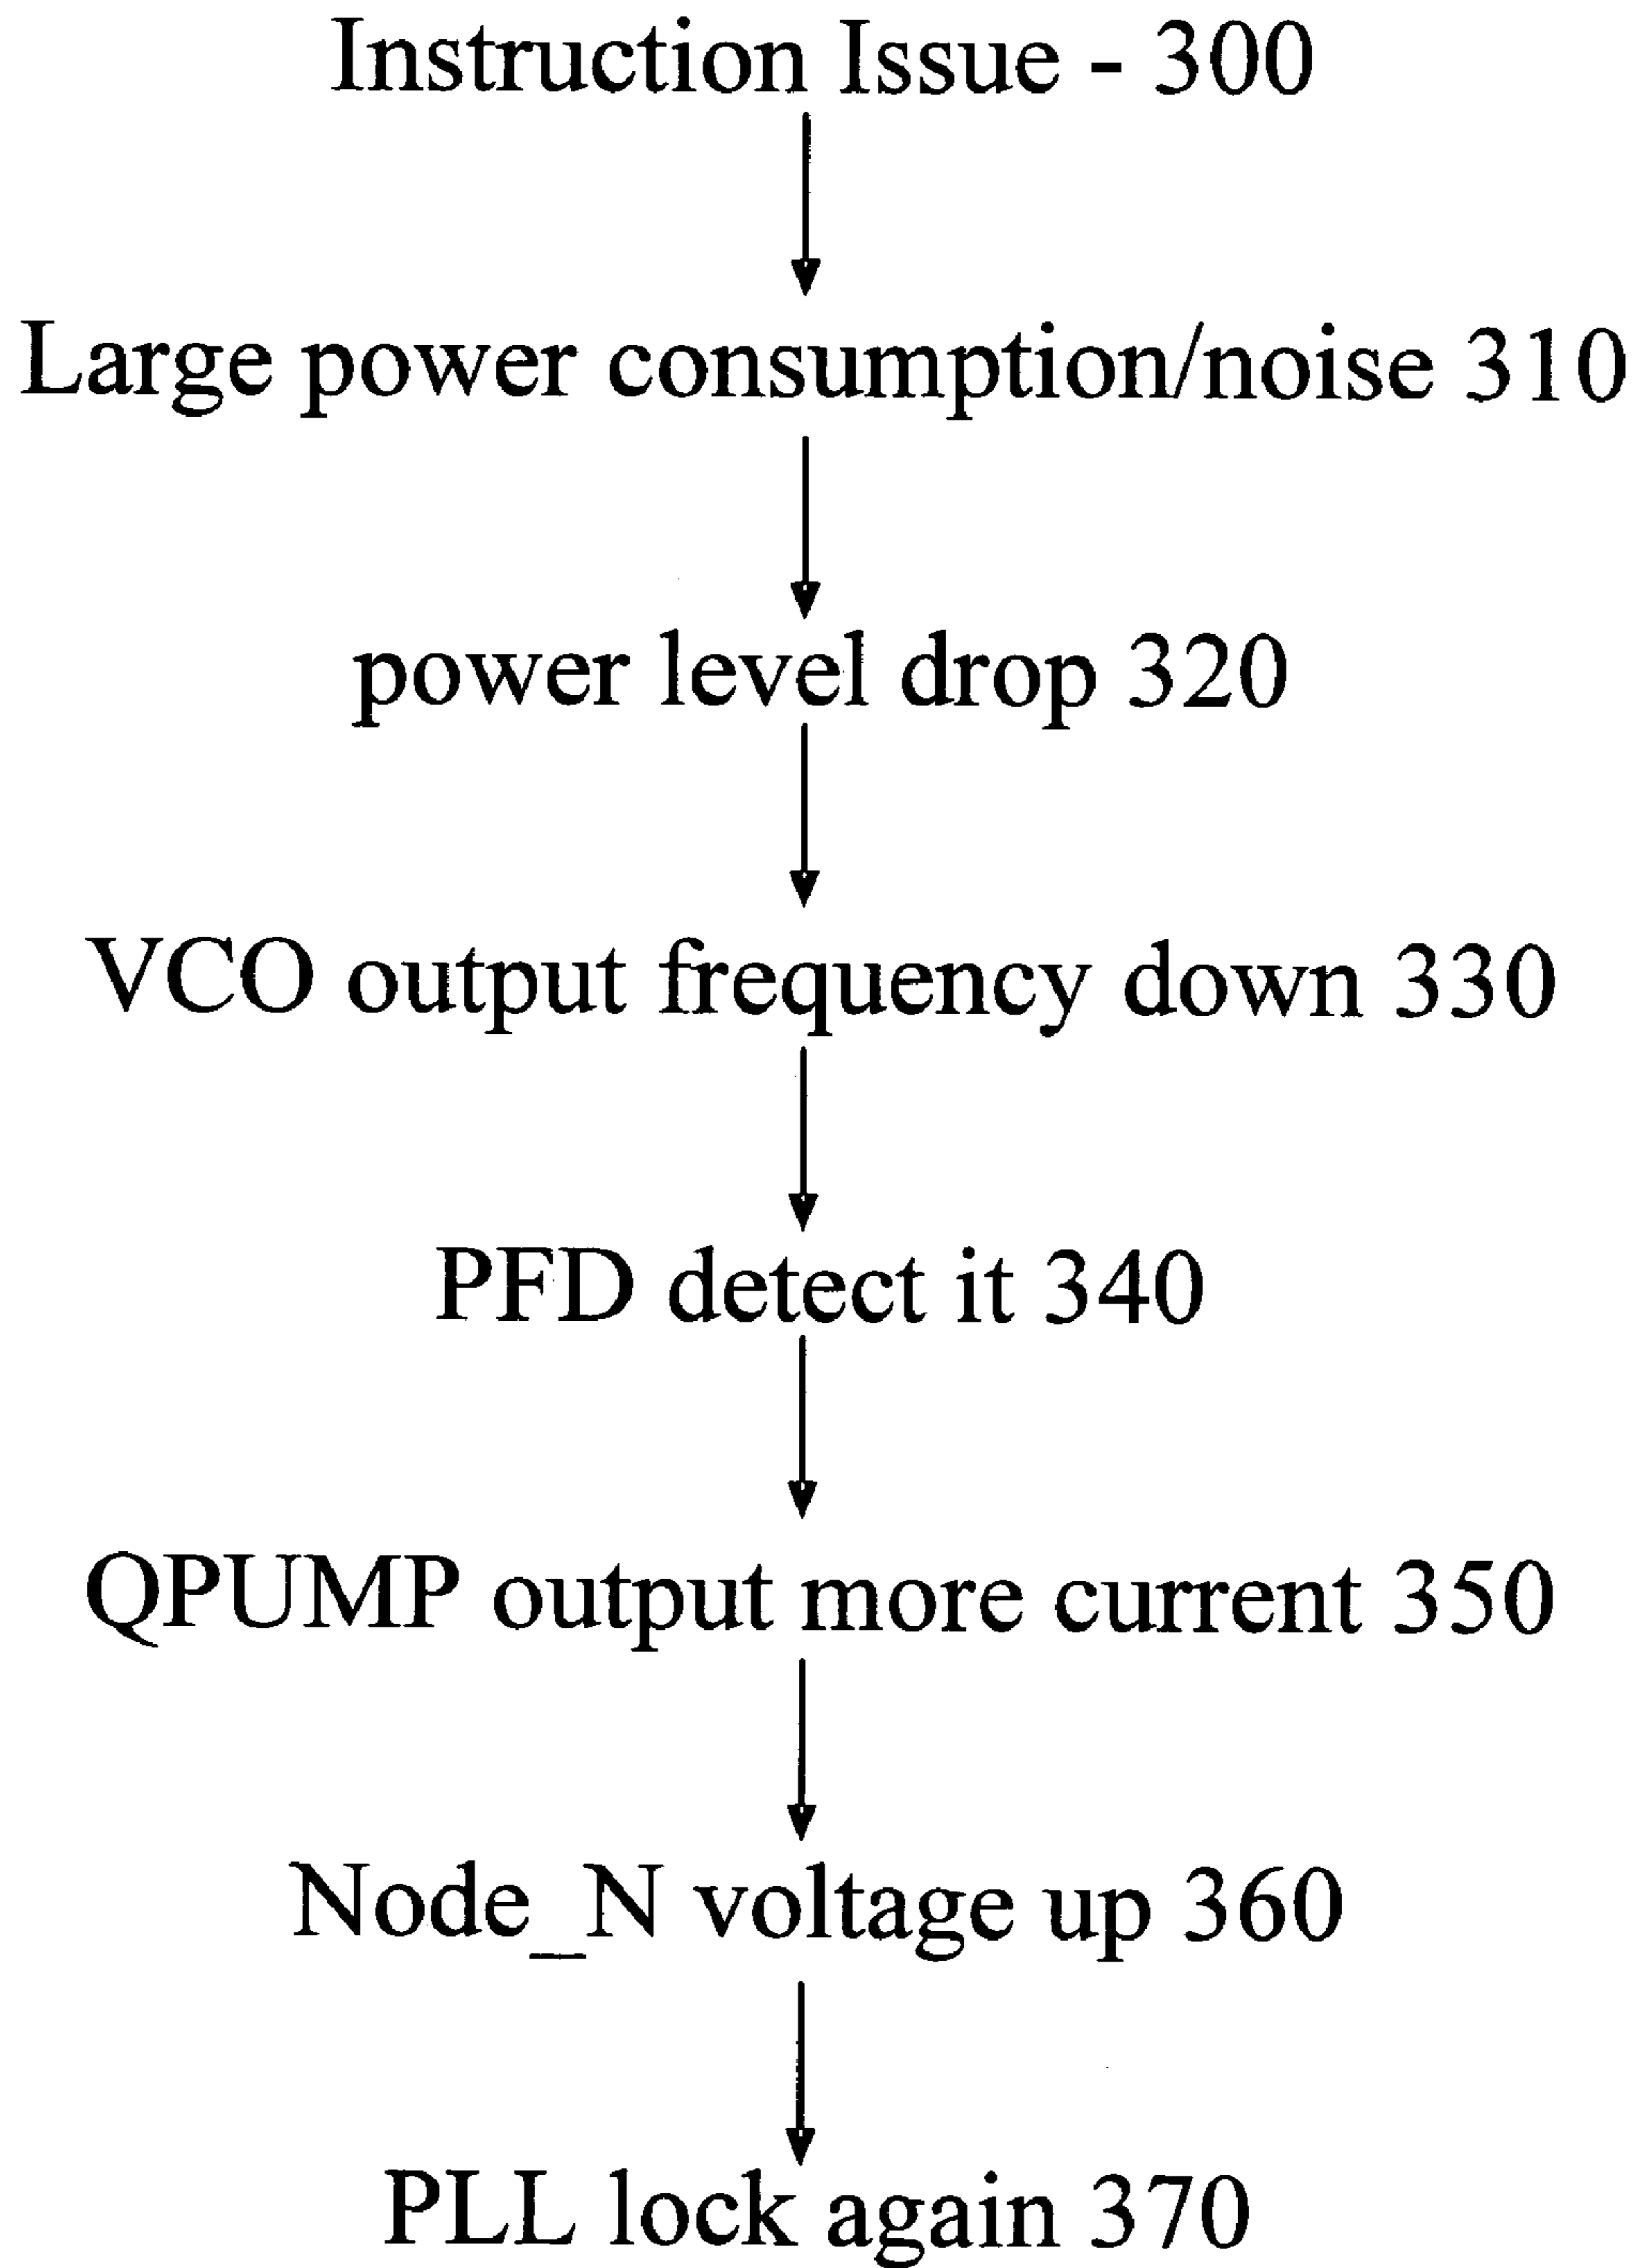 Instruction Issue - 300
Large power consumption/noise 310
power level drop 320
VCO output frequency down 330
PFD detect it 340
QPUMP output more current 350
Node_N voltage up 360
PLL lock again 370